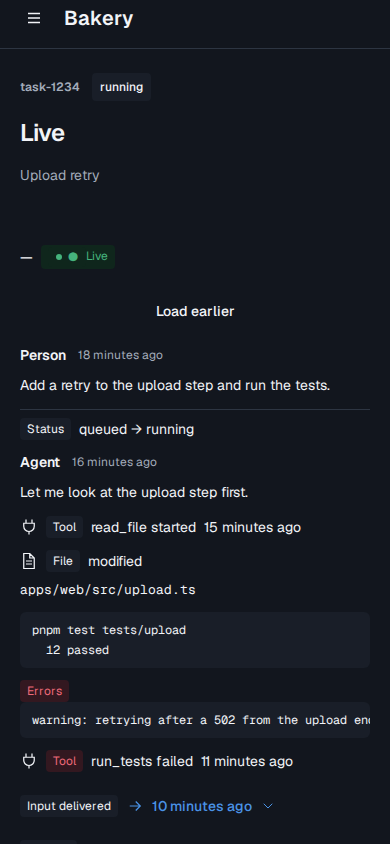 Bakery
task-1234 running
Live
Upload retry
— Live
Load earlier
Person 18 minutes ago
Add a retry to the upload step and run the tests.
Status queued → running
Agent 16 minutes ago
Let me look at the upload step first.
Tool read_file started 15 minutes ago
File modified
apps/web/src/upload.ts
pnpm test tests/upload
12 passed
Errors
warning: retrying after a 502 from the upload
Tool run_tests failed 11 minutes ago
Input delivered → 10 minutes ago